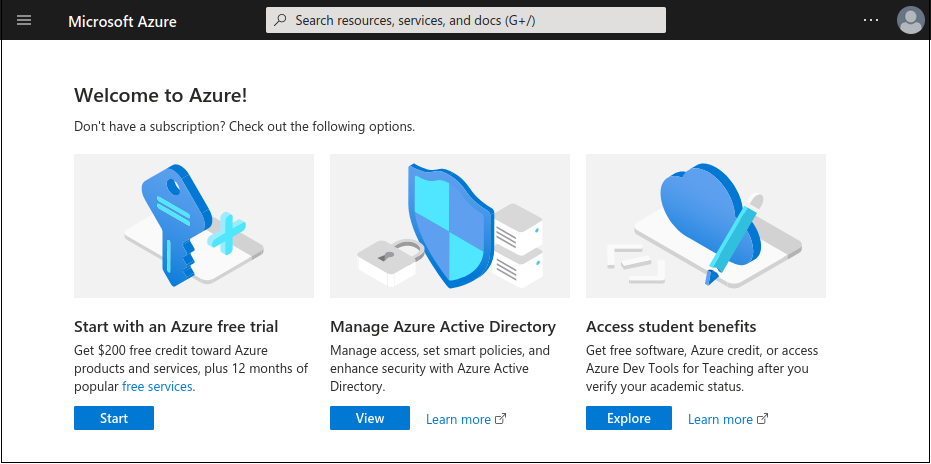 Microsoft Azure
Search resources, services, and docs (G+/)
...
Welcome to Azure!
Don't have a subscription? Check out the following options.
Start with an Azure free trial
Get $200 free credit toward Azure
products and services, plus 12 months of
popular free services.
Start
Manage Azure Active Directory
Manage access, set smart policies, and
enhance security with Azure Active
Directory.
View
Learn more
Access student benefits
Get free software, Azure credit, or access
Azure Dev Tools for Teaching after you
verify your academic status.
Explore
Learn more